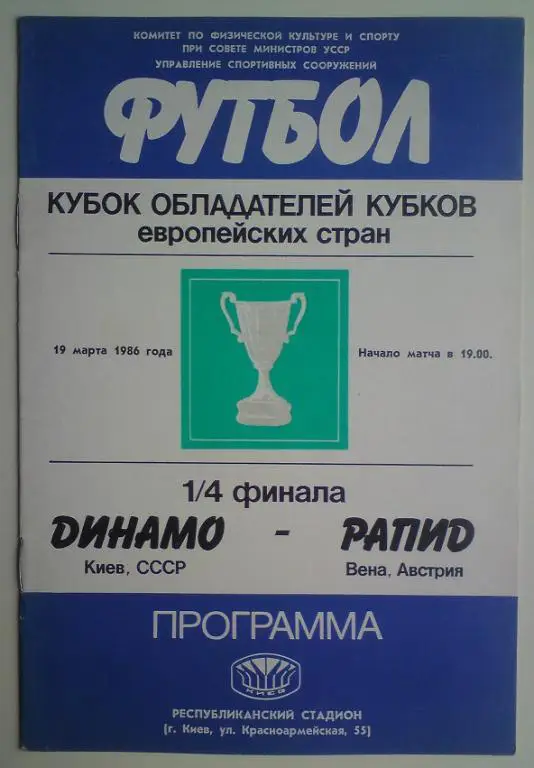 КОМИТЕТ ПО ФИЗИЧЕСКОЙ КУЛЬТУРЕ И СПОРТУ
ПРИ СОВЕТЕ МИНИСТРОВ УССР
УПРАВЛЕНИЕ СПОРТИВНЫХ СООРУЖЕНИЙ
ФУТБОЛ
КУБОК ОБЛАДАТЕЛЕЙ КУБКОВ
европейских стран
19 марта 1986 года
Начало матча в 19.00.
1/4 финала
ДИНАМО - РАПИД
Киев, СССР
Вена, Австрия
ПРОГРАММА
КИЕВ
РЕСПУБЛИКАНСКИЙ СТАДИОН
(г. Киев, ул. Красноармейская, 55)